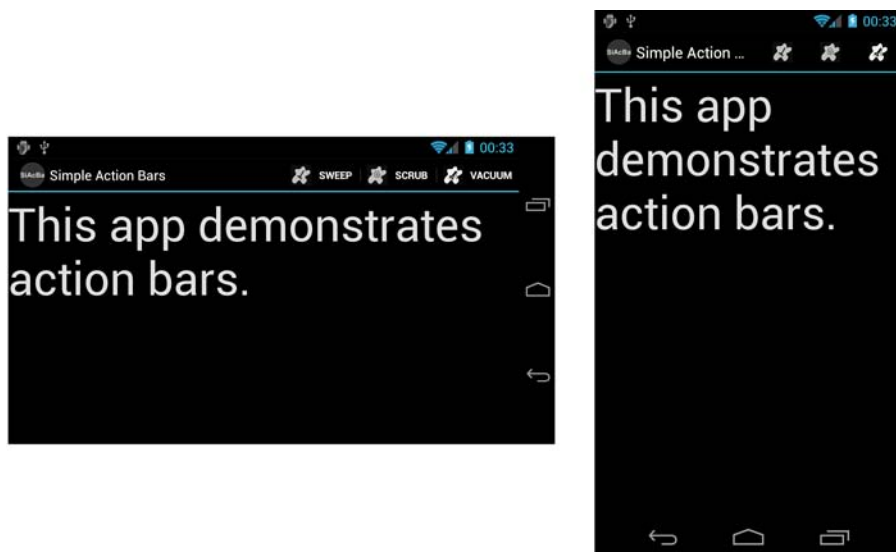 00:33
SiAcBa Simple Action Bars SWEEP SCRUB VACUUM
This app demonstrates
action bars.
00:33
SiAcBa Simple Action ...
This app
demonstrates
action bars.